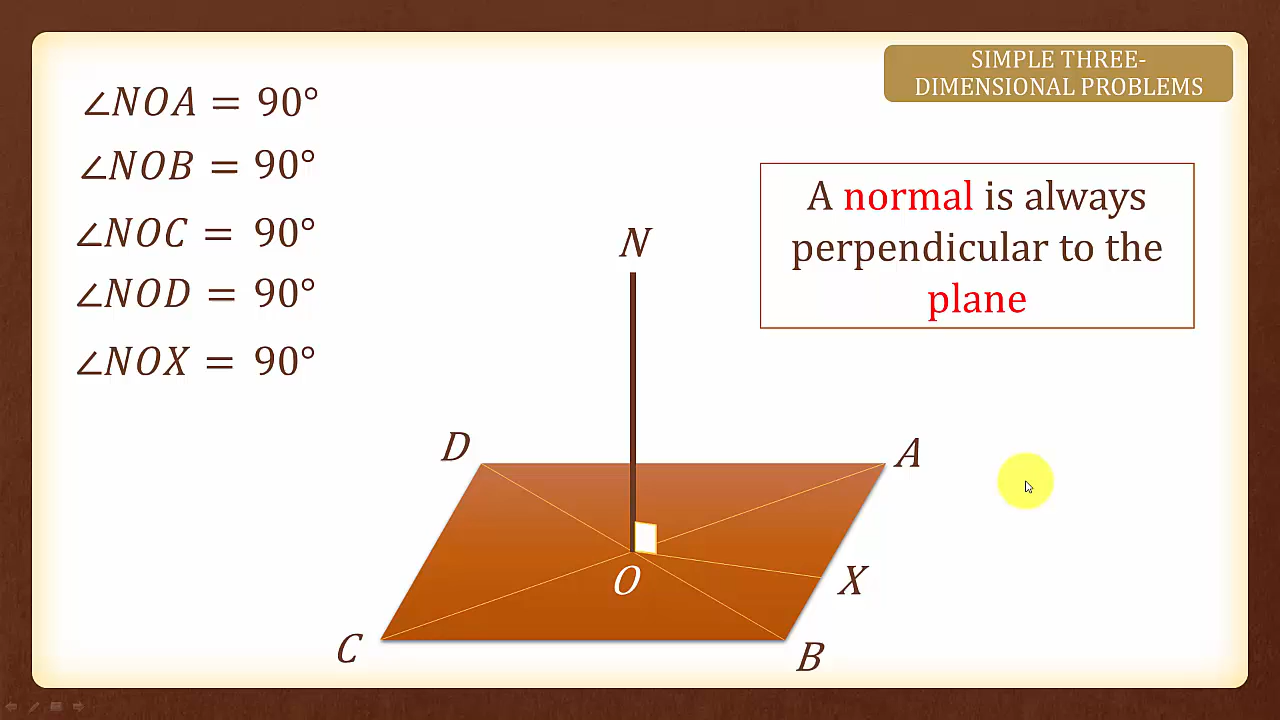 SIMPLE THREE-
DIMENSIONAL PROBLEMS
∠NOA = 90°
∠NOB = 90°
∠NOC = 90°
∠NOD = 90°
∠NOX = 90°
A normal is always
perpendicular to the
plane
N
D
A
O
X
C
B